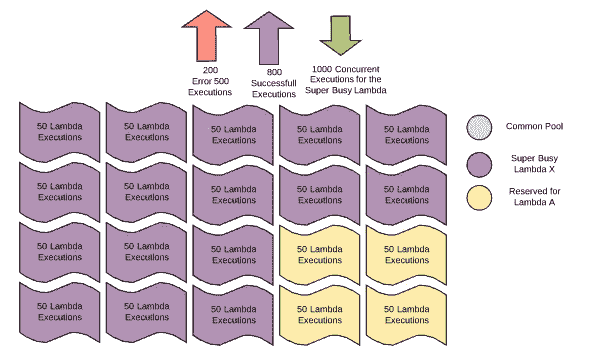 200
Error 500
Executions
800
Successfull
Executions
1000 Concurrent
Executions for the
Super Busy Lambda
50 Lambda
Executions
50 Lambda
Executions
50 Lambda
Executions
50 Lambda
Executions
50 Lambda
Executions
50 Lambda
Executions
50 Lambda
Executions
50 Lambda
Executions
50 Lambda
Executions
50 Lambda
Executions
50 Lambda
Executions
50 Lambda
Executions
50 Lambda
Executions
50 Lambda
Executions
50 Lambda
Executions
50 Lambda
Executions
50 Lambda
Executions
50 Lambda
Executions
50 Lambda
Executions
50 Lambda
Executions
Common Pool
Super Busy
Lambda X
Reserved for
Lambda A